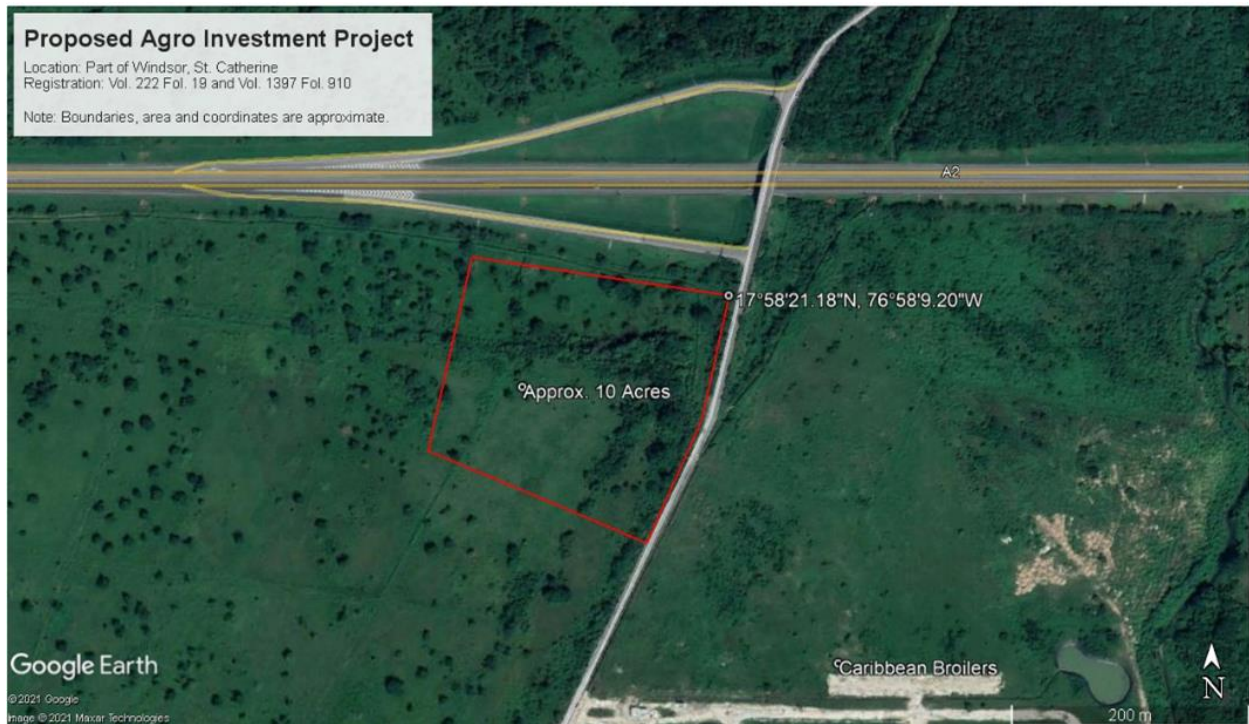 Proposed Agro Investment Project
Location: Part of Windsor, St. Catherine
Registration: Vol. 222 Fol. 19 and Vol. 1397 Fol. 910
Note: Boundaries, area and coordinates are approximate.
A2
17°58'21.18"N, 76°58'9.20"W
Approx. 10 Acres
Caribbean Broilers
Google Earth
N
©2021 Google
200 m
Image © 2021 Maxar Technologies